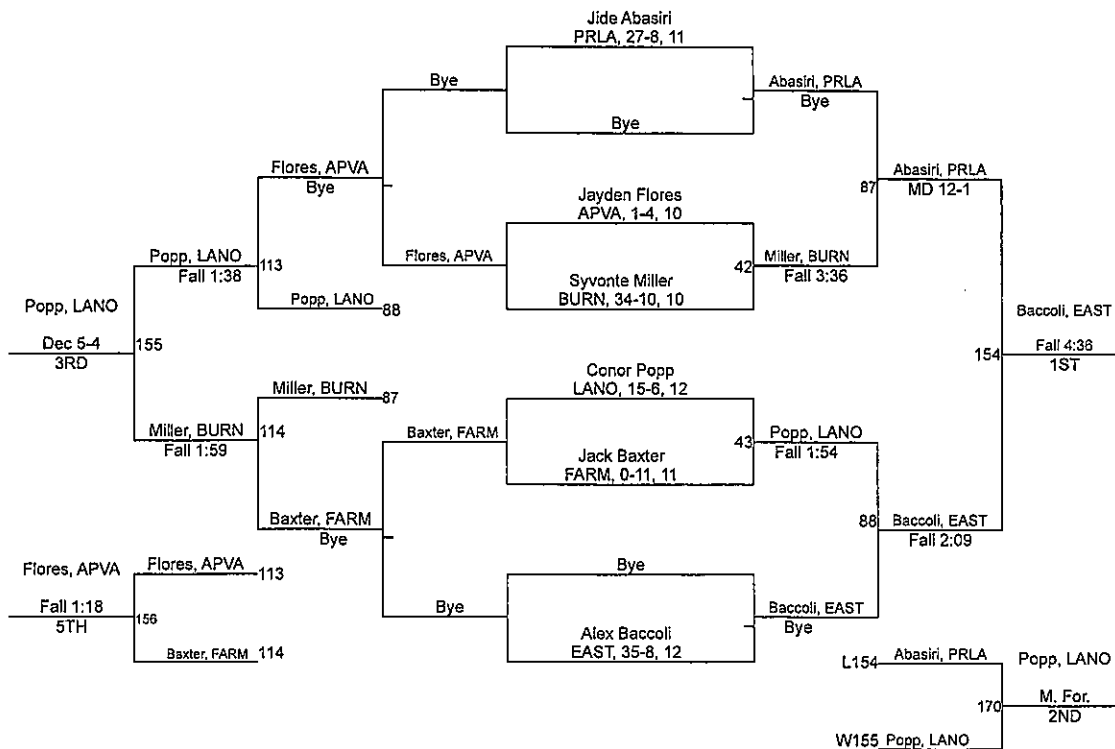 Jide Abasiri
PRLA, 27-8, 11
Bye
Abasiri, PRLA
Bye
Bye
Flores, APVA
Bye
Abasiri, PRLA
87
MD 12-1
Jayden Flores
APVA, 1-4, 10
Flores, APVA
42
Miller, BURN
Fall 3:36
Syvonte Miller
BURN, 34-10, 10
Popp, LANO
113
Fall 1:38
Popp, LANO
88
Popp, LANO
Dec 5-4
155
3RD
Baccoli, EAST
154
Fall 4:36
1ST
Conor Popp
LANO, 15-6, 12
Miller, BURN
87
Miller, BURN
114
Fall 1:59
Baxter, FARM
43
Popp, LANO
Fall 1:54
Jack Baxter
FARM, 0-11, 11
Baxter, FARM
Bye
88
Baccoli, EAST
Fall 2:09
Flores, APVA
Flores, APVA
113
Fall 1:18
156
5TH
Baxter, FARM
114
Bye
Bye
Baccoli, EAST
Bye
Alex Baccoli
EAST, 35-8, 12
L154
Abasiri, PRLA
Popp, LANO
170
M. For.
2ND
W155
Popp, LANO